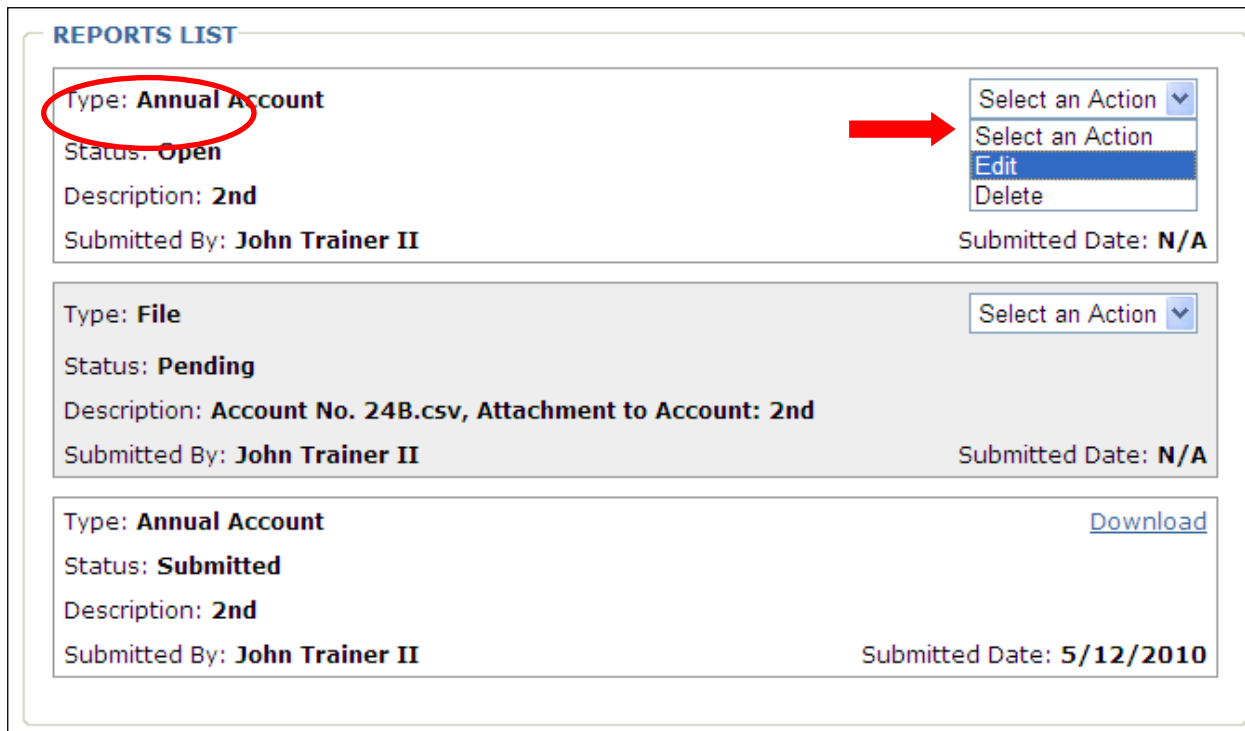 REPORTS LIST
Type: Annual Account
Select an Action
Select an Action
Edit
Delete
Status: Open
Description: 2nd
Submitted By: John Trainer II
Submitted Date: N/A
Type: File
Select an Action
Status: Pending
Description: Account No. 24B.csv, Attachment to Account: 2nd
Submitted By: John Trainer II
Submitted Date: N/A
Type: Annual Account
Download
Status: Submitted
Description: 2nd
Submitted By: John Trainer II
Submitted Date: 5/12/2010